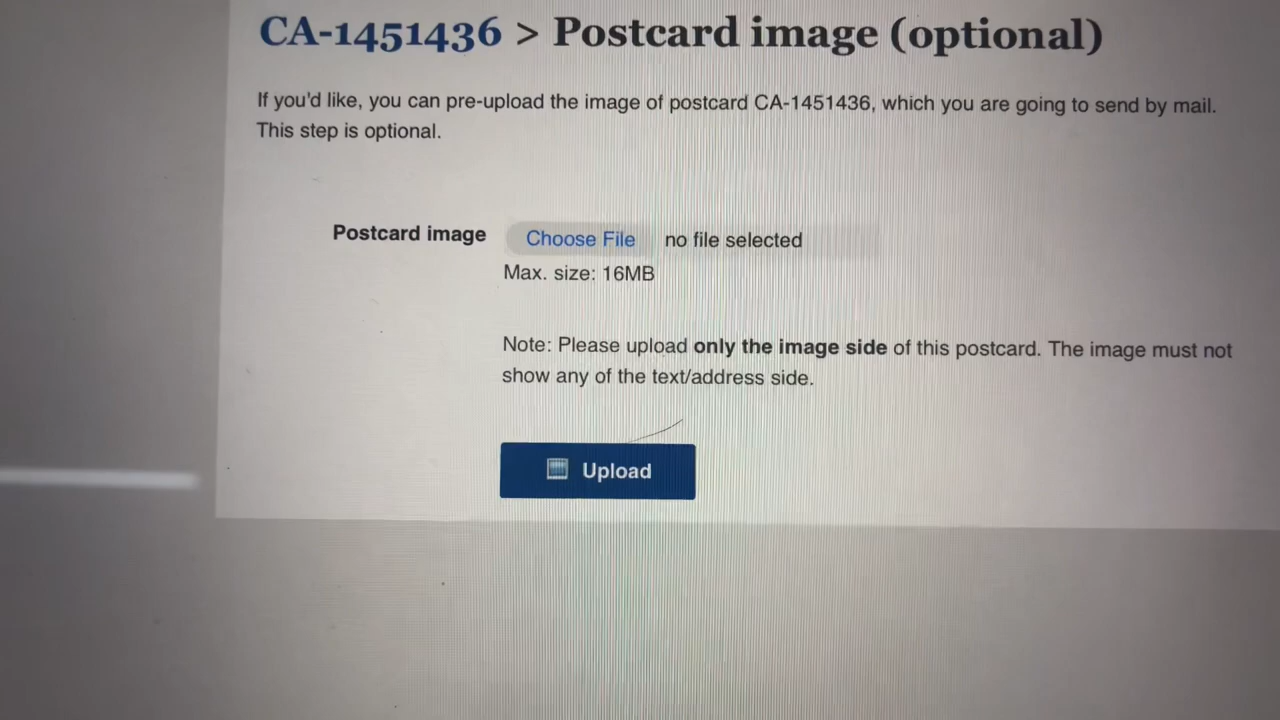 CA-1451436 > Postcard image (optional)
If you'd like, you can pre-upload the image of postcard CA-1451436, which you are going to send by mail.
This step is optional.
Postcard image Choose File no file selected
Max. size: 16MB
Note: Please upload only the image side of this postcard. The image must not
show any of the text/address side.
Upload